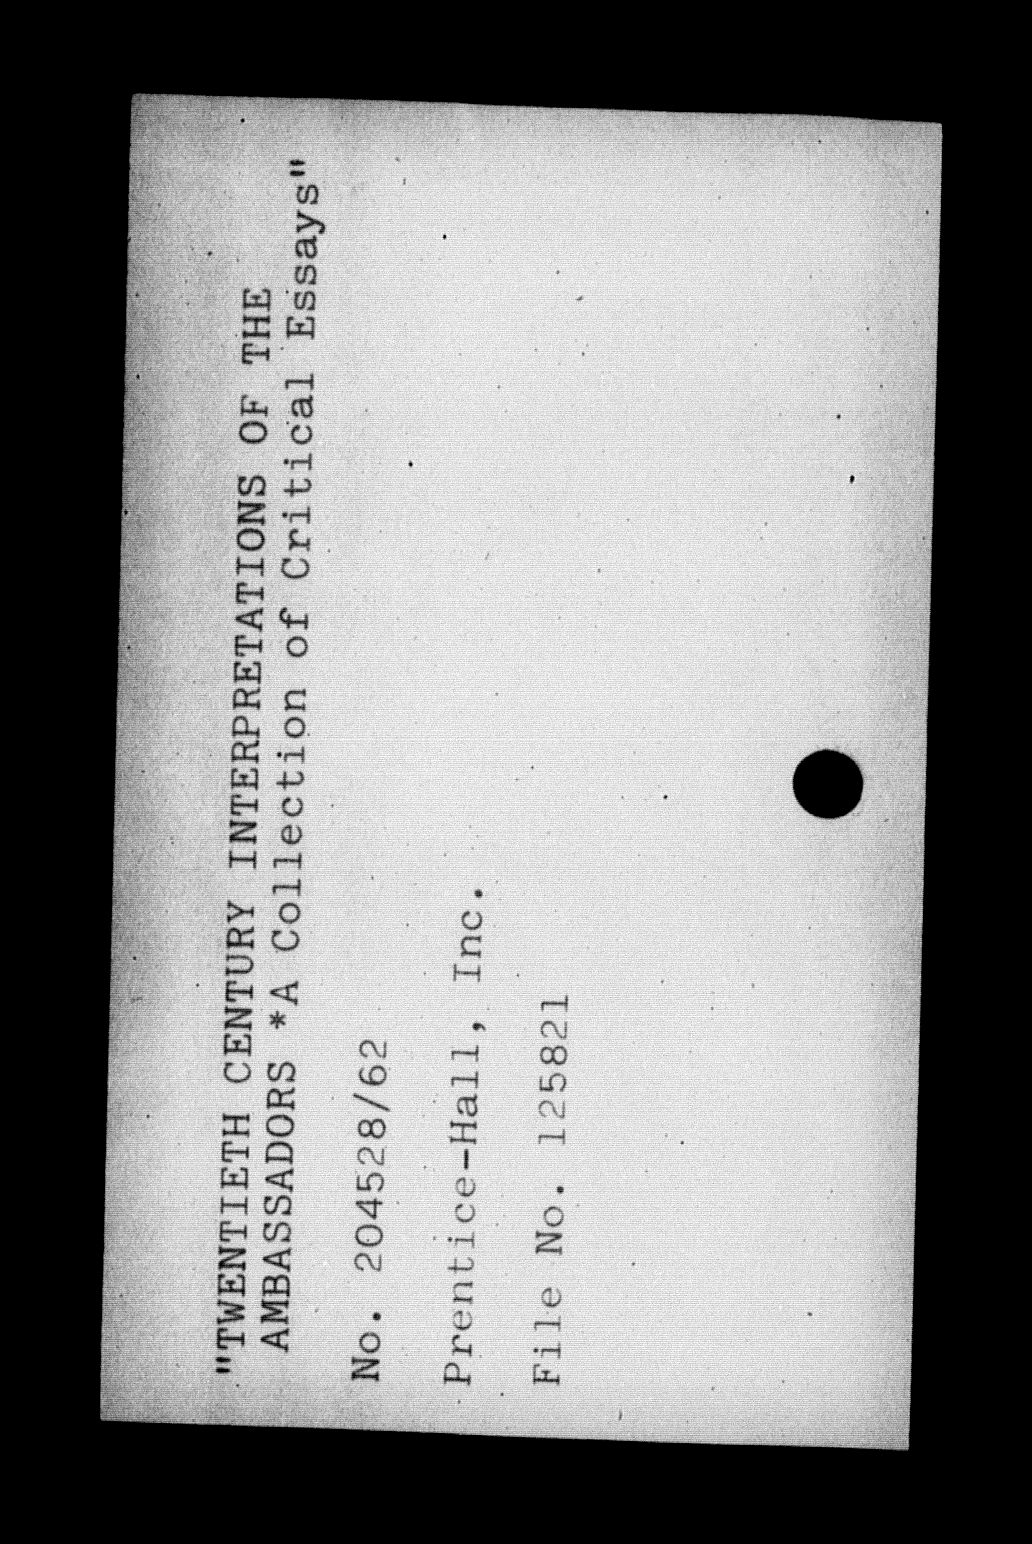 "TWENTIETH CENTURY INTERPRETATIONS OF THE
AMBASSADORS *A Collection of Critical Essays"
No. 204528/62
Prentice-Hall, Inc.
File No. 125821